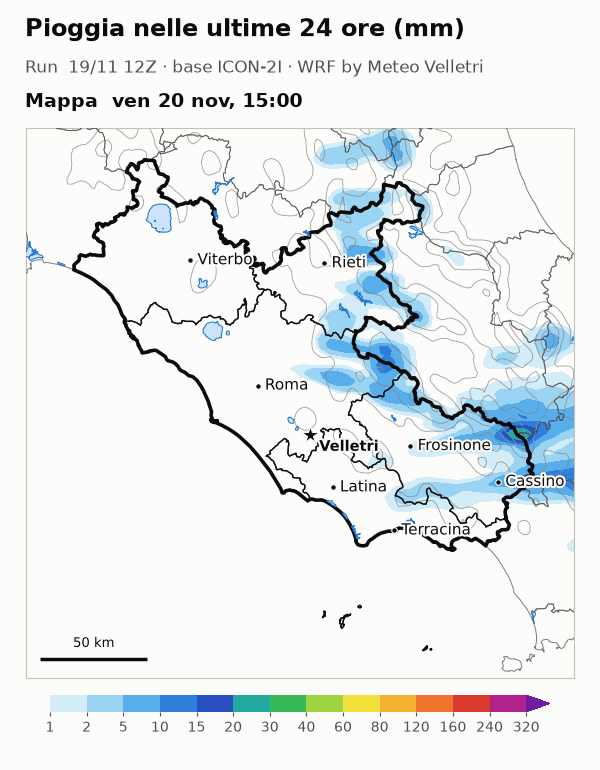 Pioggia nelle ultime 24 ore (mm)
Run  19/11 12Z · base ICON-2I · WRF by Meteo Velletri
Mappa  ven 20 nov, 15:00
Viterbo
Rieti
Roma
Velletri
Frosinone
Latina
Cassino
Terracina
50 km
1 2 5 10 15 20 30 40 60 80 120 160 240 320